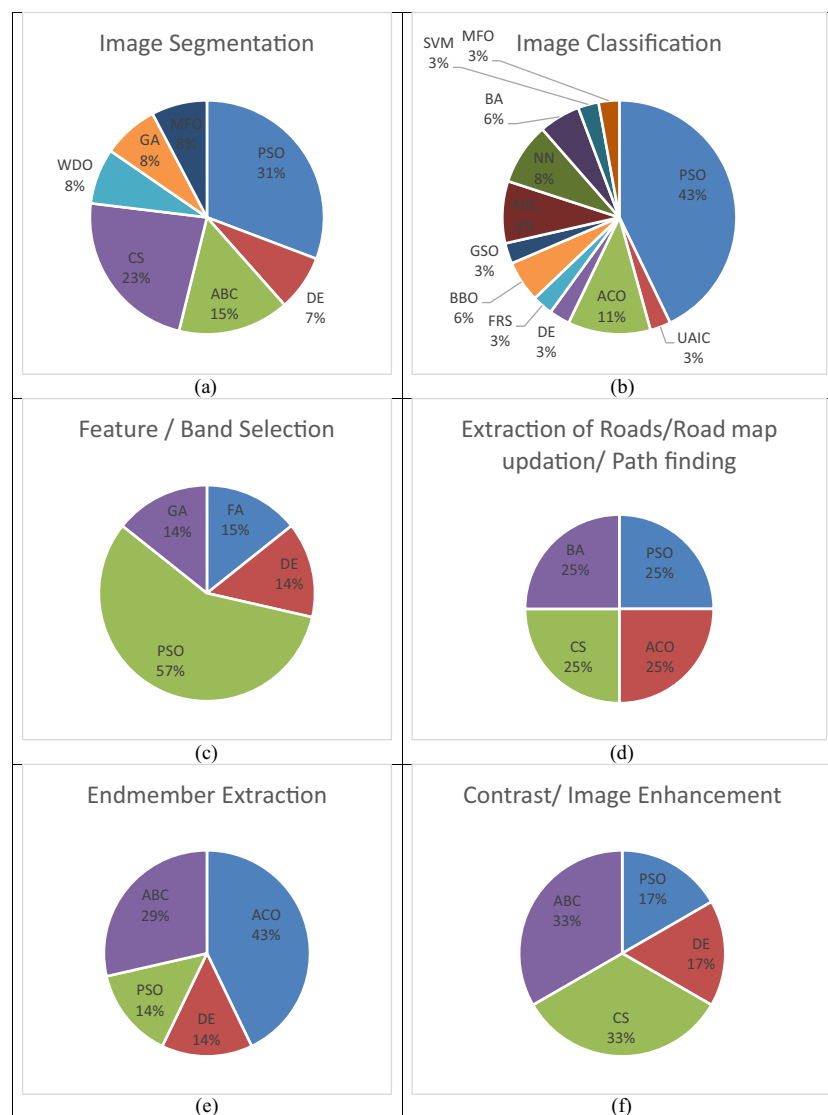 Image Segmentation
PSO
31%
DE
7%
ABC
15%
CS
23%
WDO
8%
GA
8%
MFO
8%
(a)
Image Classification
PSO
43%
UAIC
3%
ACO
11%
DE
3%
FRS
3%
BBO
6%
GSO
3%
ABC
NN
8%
BA
6%
SVM
3%
MFO
3%
(b)
Feature / Band Selection
FA
15%
DE
14%
PSO
57%
GA
14%
(c)
Extraction of Roads/Road map
updation/ Path finding
PSO
25%
ACO
25%
CS
25%
BA
25%
(d)
Endmember Extraction
ACO
43%
DE
14%
PSO
14%
ABC
29%
(e)
Contrast/ Image Enhancement
PSO
17%
DE
17%
CS
33%
ABC
33%
(f)